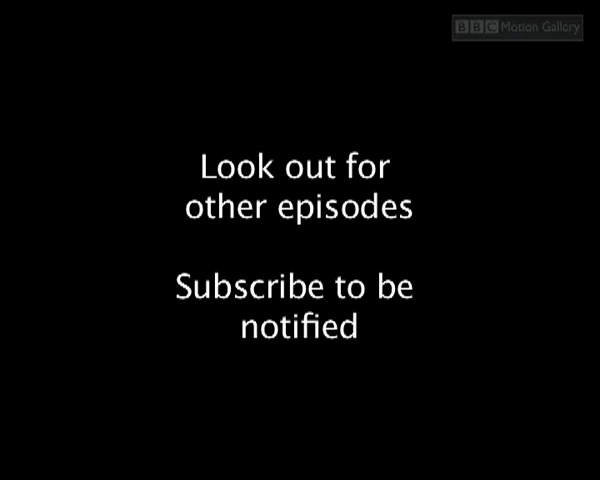 BBC Motion Gallery
Look out for
other episodes
Subscribe to be
notified